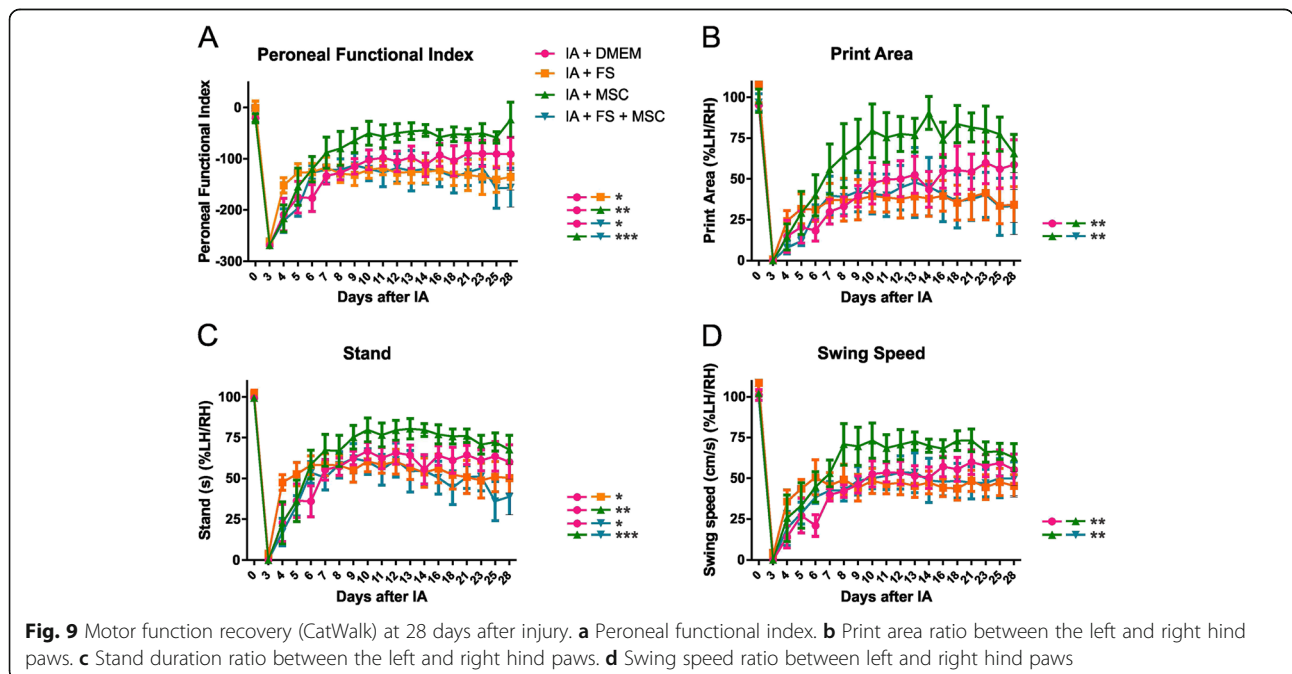 A
Peroneal Functional Index
IA + DMEM
IA + FS
IA + MSC
IA + FS + MSC
Peroneal Functional Index
0
-100
-200
-300
0 3 4 5 6 7 8 9 10 11 12 13 14 16 18 21 23 25 28
Days after IA
*
**
*
***
B
Print Area
Print Area (%LH/RH)
100
75
50
25
0
0 3 4 5 6 7 8 9 10 11 12 13 14 16 18 21 23 25 28
Days after IA
**
**
C
Stand
Stand (s) (%LH/RH)
100
75
50
25
0
0 3 4 5 6 7 8 9 10 11 12 13 14 16 18 21 23 25 28
Days after IA
*
**
*
***
D
Swing Speed
Swing speed (cm/s) (%LH/RH)
100
75
50
25
0
0 3 4 5 6 7 8 9 10 11 12 13 14 16 18 21 23 25 28
Days after IA
**
**
Fig. 9 Motor function recovery (CatWalk) at 28 days after injury. a Peroneal functional index. b Print area ratio between the left and right hind
paws. c Stand duration ratio between the left and right hind paws. d Swing speed ratio between left and right hind paws